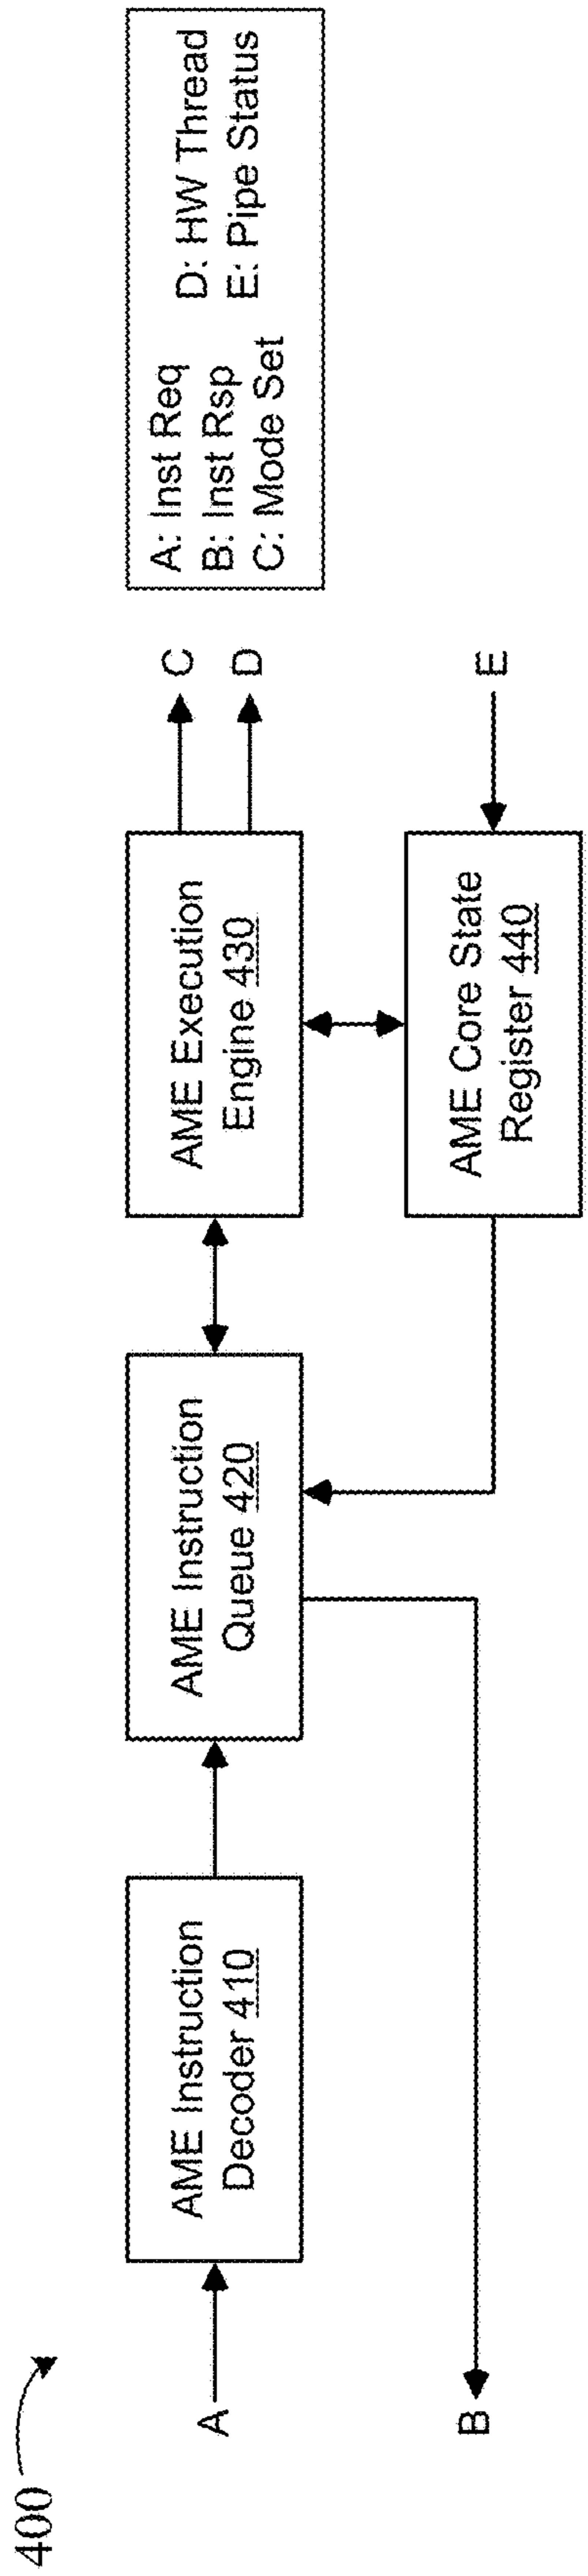 400
A
AME Instruction
Decoder 410
AME Instruction
Queue 420
AME Execution
Engine 430
C
D
B
AME Core State
Register 440
E
A: Inst Req
B: Inst Rsp
C: Mode Set
D: HW Thread
E: Pipe Status